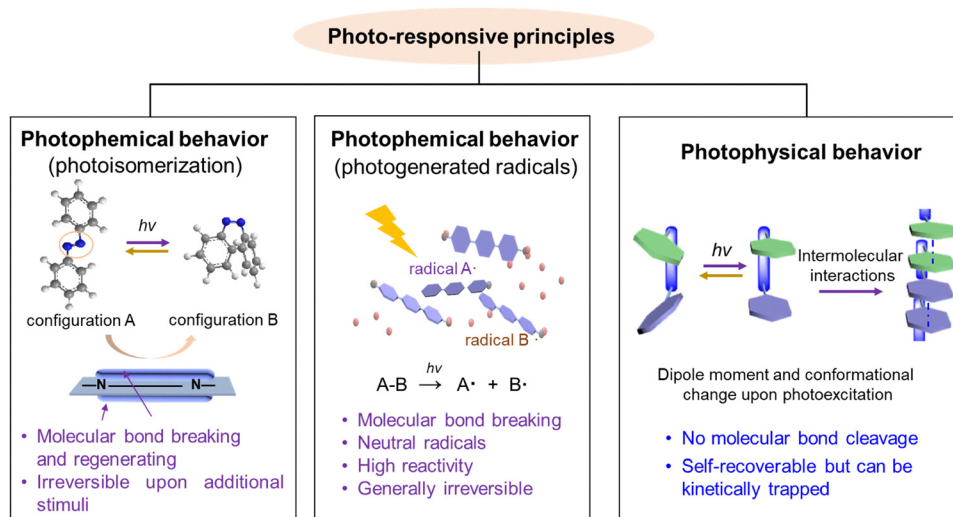 Photo-responsive principles
Photophemical behavior
(photoisomerization)
hv
configuration A
configuration B
N
N
• Molecular bond breaking
and regenerating
• Irreversible upon additional
stimuli
Photophemical behavior
(photogenerated radicals)
radical A·
radical B·
hv
A-B → A· + B·
• Molecular bond breaking
• Neutral radicals
• High reactivity
• Generally irreversible
Photophysical behavior
hv
Intermolecular
interactions
Dipole moment and conformational
change upon photoexcitation
• No molecular bond cleavage
• Self-recoverable but can be
kinetically trapped